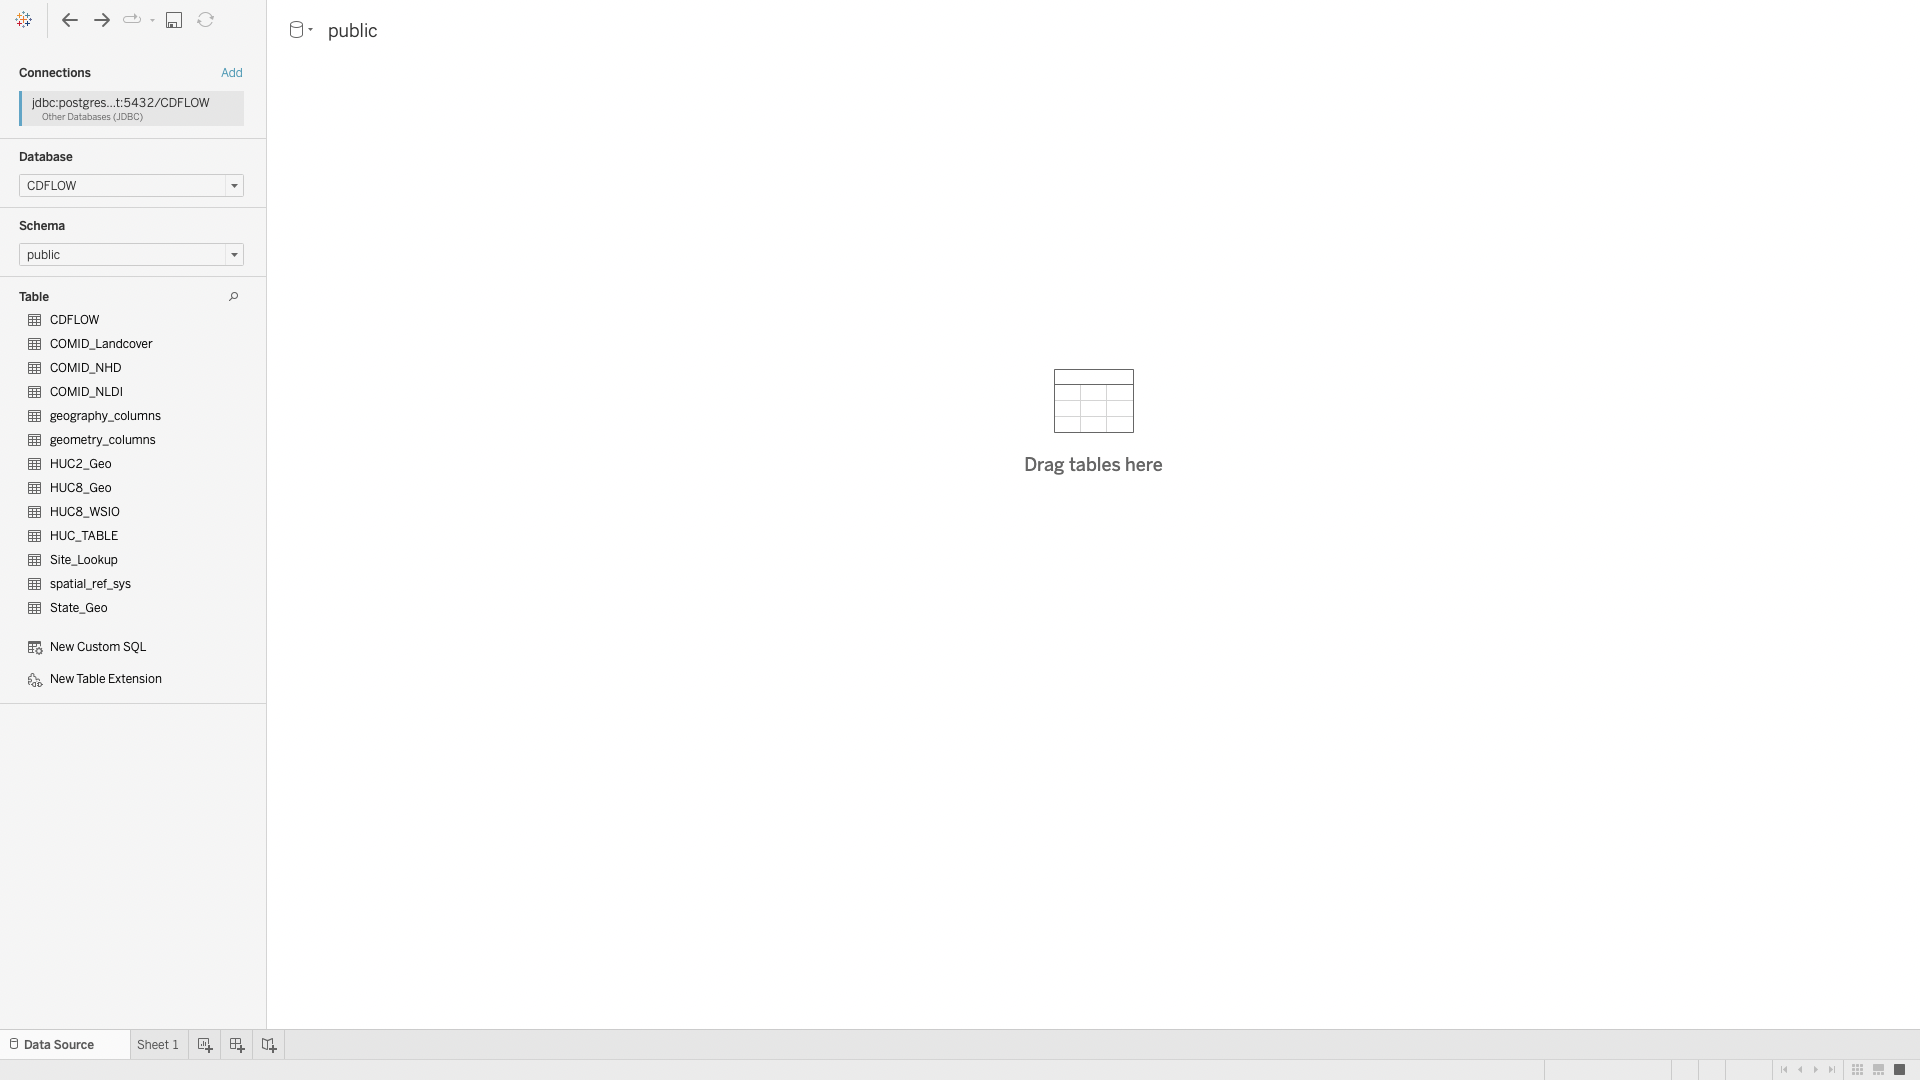 public
Connections
Add
jdbc:postgres...t:5432/CDFLOW
Other Databases (JDBC)
Database
CDFLOW
Schema
public
Table
CDFLOW
COMID_Landcover
COMID_NHD
COMID_NLDI
geography_columns
geometry_columns
HUC2_Geo
HUC8_Geo
HUC8_WSIO
HUC_TABLE
Site_Lookup
spatial_ref_sys
State_Geo
New Custom SQL
New Table Extension
Drag tables here
Data Source
Sheet 1